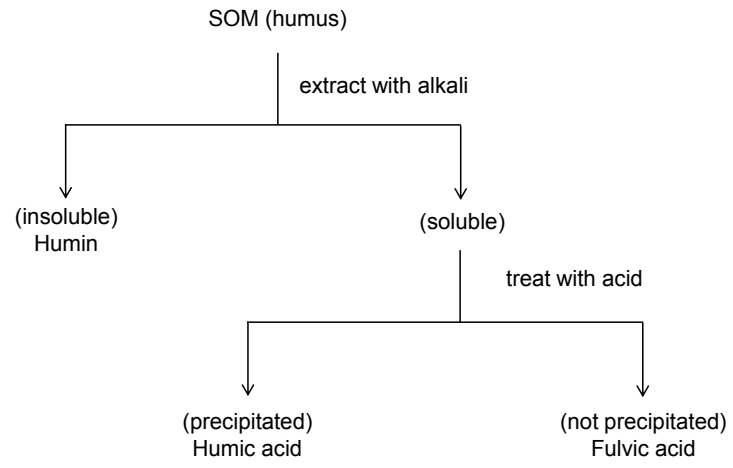 SOM (humus)
extract with alkali
(insoluble)
Humin
(soluble)
treat with acid
(precipitated)
Humic acid
(not precipitated)
Fulvic acid